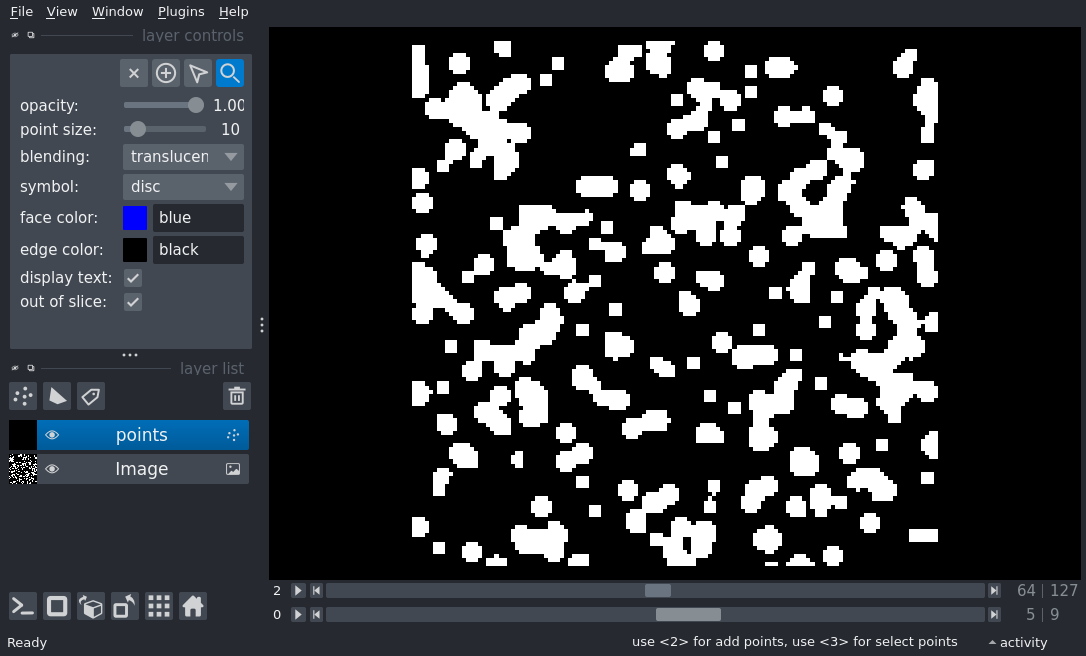 File View Window Plugins Help
layer controls
opacity: 1.00
point size: 10
blending: translucen
symbol: disc
face color: blue
edge color: black
display text:
out of slice:
layer list
points
Image
2 64 127
0 5 9
Ready use <2> for add points, use <3> for select points activity